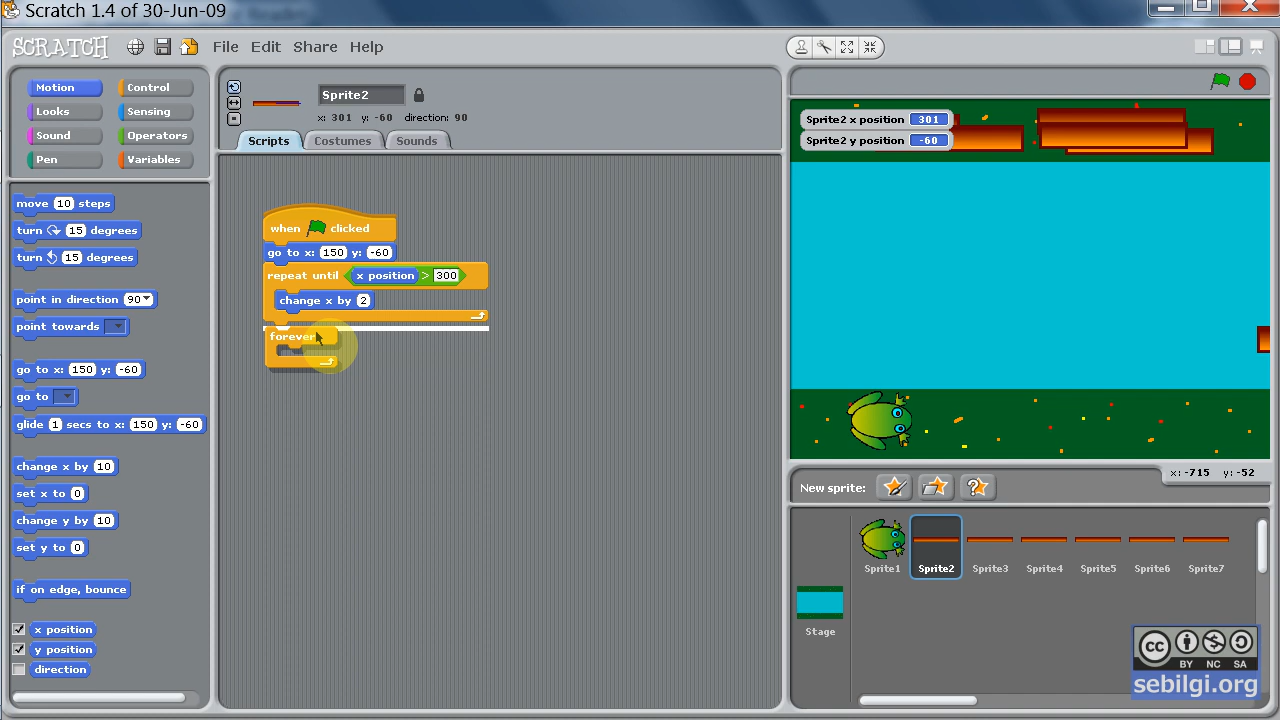 Scratch 1.4 of 30-Jun-09
SCRATCH File Edit Share Help
Motion Control
Looks Sensing
Sound Operators
Pen Variables
move 10 steps
turn 15 degrees
turn 15 degrees
point in direction 90
point towards
go to x: 150 y: -60
go to
glide 1 secs to x: 150 y: -60
change x by 10
set x to 0
change y by 10
set y to 0
if on edge, bounce
x position
y position
direction
Sprite2
x: 301 y: -60 direction: 90
Scripts Costumes Sounds
when clicked
go to x: 150 y: -60
repeat until x position > 300
change x by 2
forever
Sprite2 x position 301
Sprite2 y position -60
x: -715 y: -52
New sprite:
Sprite1 Sprite2 Sprite3 Sprite4 Sprite5 Sprite6 Sprite7
Stage
cc BY NC SA
sebilgi.org